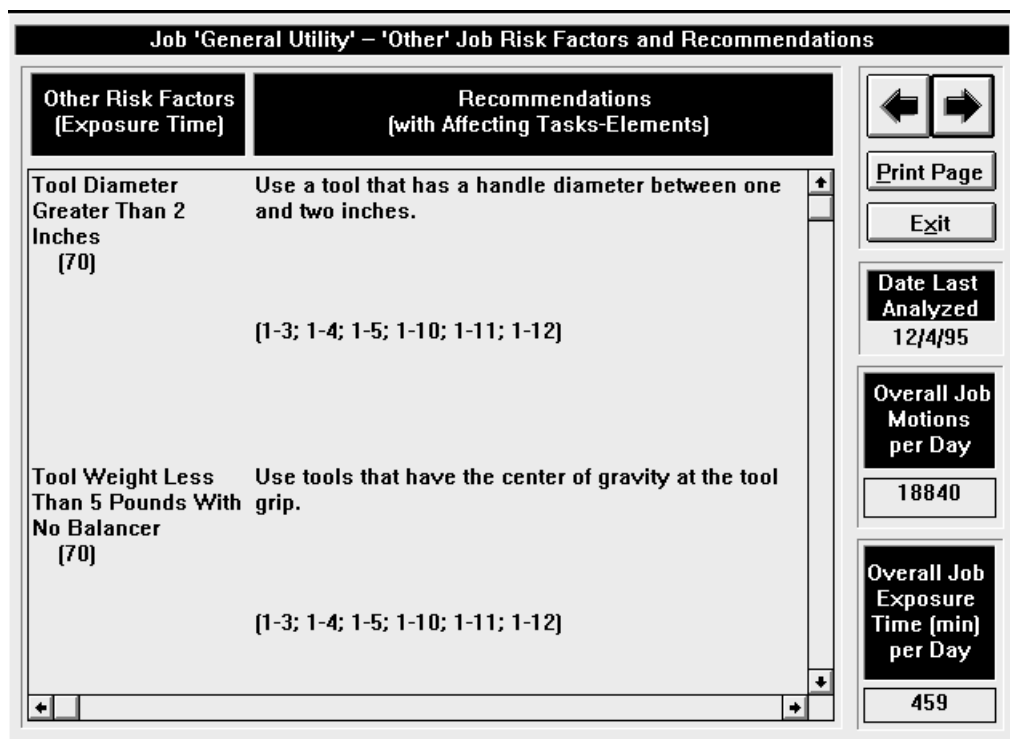 Job 'General Utility' – 'Other' Job Risk Factors and Recommendations
Other Risk Factors
(Exposure Time)
Recommendations
(with Affecting Tasks-Elements)
Tool Diameter
Greater Than 2
Inches
(70)
Use a tool that has a handle diameter between one
and two inches.
(1-3; 1-4; 1-5; 1-10; 1-11; 1-12)
Tool Weight Less
Than 5 Pounds With
No Balancer
(70)
Use tools that have the center of gravity at the tool
grip.
(1-3; 1-4; 1-5; 1-10; 1-11; 1-12)
Print Page
Exit
Date Last
Analyzed
12/4/95
Overall Job
Motions
per Day
18840
Overall Job
Exposure
Time (min)
per Day
459